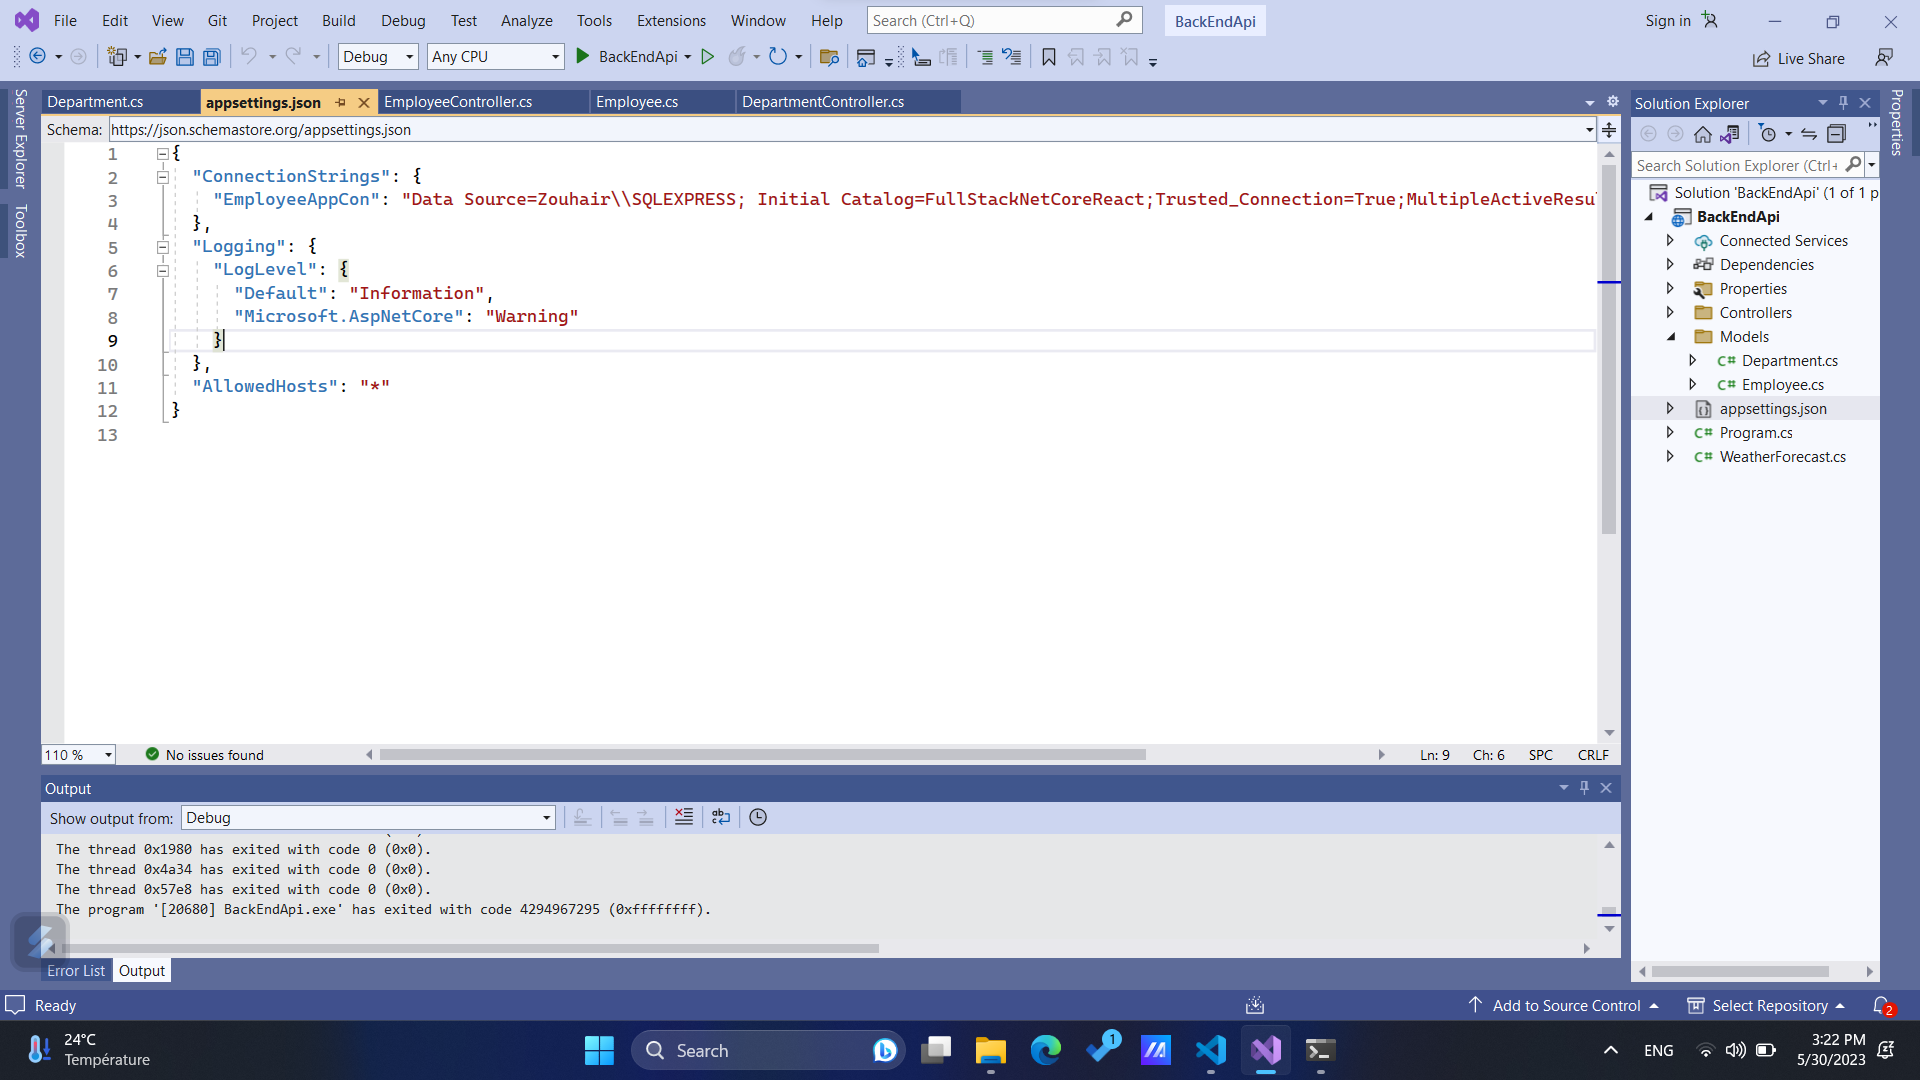 File Edit View Git Project Build Debug Test Analyze Tools Extensions Window Help Search (Ctrl+Q) BackEndApi Sign in
Debug Any CPU BackEndApi Live Share
Server Explorer
Toolbox
Department.cs appsettings.json EmployeeController.cs Employee.cs DepartmentController.cs
Schema: https://json.schemastore.org/appsettings.json
1 {
2 "ConnectionStrings": {
3 "EmployeeAppCon": "Data Source=Zouhair\\SQLEXPRESS; Initial Catalog=FullStackNetCoreReact;Trusted_Connection=True;MultipleActiveResu
4 },
5 "Logging": {
6 "LogLevel": {
7 "Default": "Information",
8 "Microsoft.AspNetCore": "Warning"
9 }
10 },
11 "AllowedHosts": "*"
12 }
13
110 % No issues found Ln: 9 Ch: 6 SPC CRLF
Output
Show output from: Debug
The thread 0x1980 has exited with code 0 (0x0).
The thread 0x4a34 has exited with code 0 (0x0).
The thread 0x57e8 has exited with code 0 (0x0).
The program '[20680] BackEndApi.exe' has exited with code 4294967295 (0xffffffff).
Error List Output
Solution Explorer
Search Solution Explorer (Ctrl+
Solution 'BackEndApi' (1 of 1 p
BackEndApi
Connected Services
Dependencies
Properties
Controllers
Models
C# Department.cs
C# Employee.cs
appsettings.json
C# Program.cs
C# WeatherForecast.cs
Properties
Ready Add to Source Control Select Repository 2
24°C
Température
Search
1
ENG
3:22 PM
5/30/2023